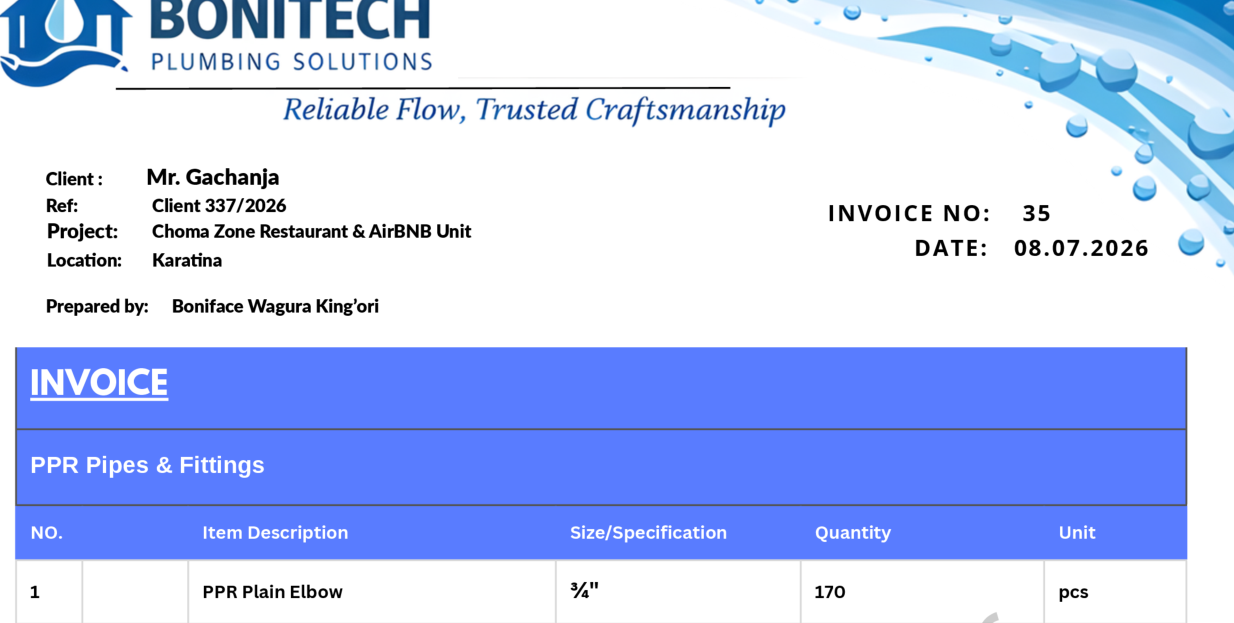 BONITECH
PLUMBING SOLUTIONS
Reliable Flow, Trusted Craftsmanship
Client : Mr. Gachanja
Ref: Client 337/2026
Project: Choma Zone Restaurant & AirBNB Unit
Location: Karatina
Prepared by: Boniface Wagura King’ori
INVOICE NO: 35
DATE: 08.07.2026
INVOICE
PPR Pipes & Fittings
NO. Item Description Size/Specification Quantity Unit
1 PPR Plain Elbow ¾" 170 pcs